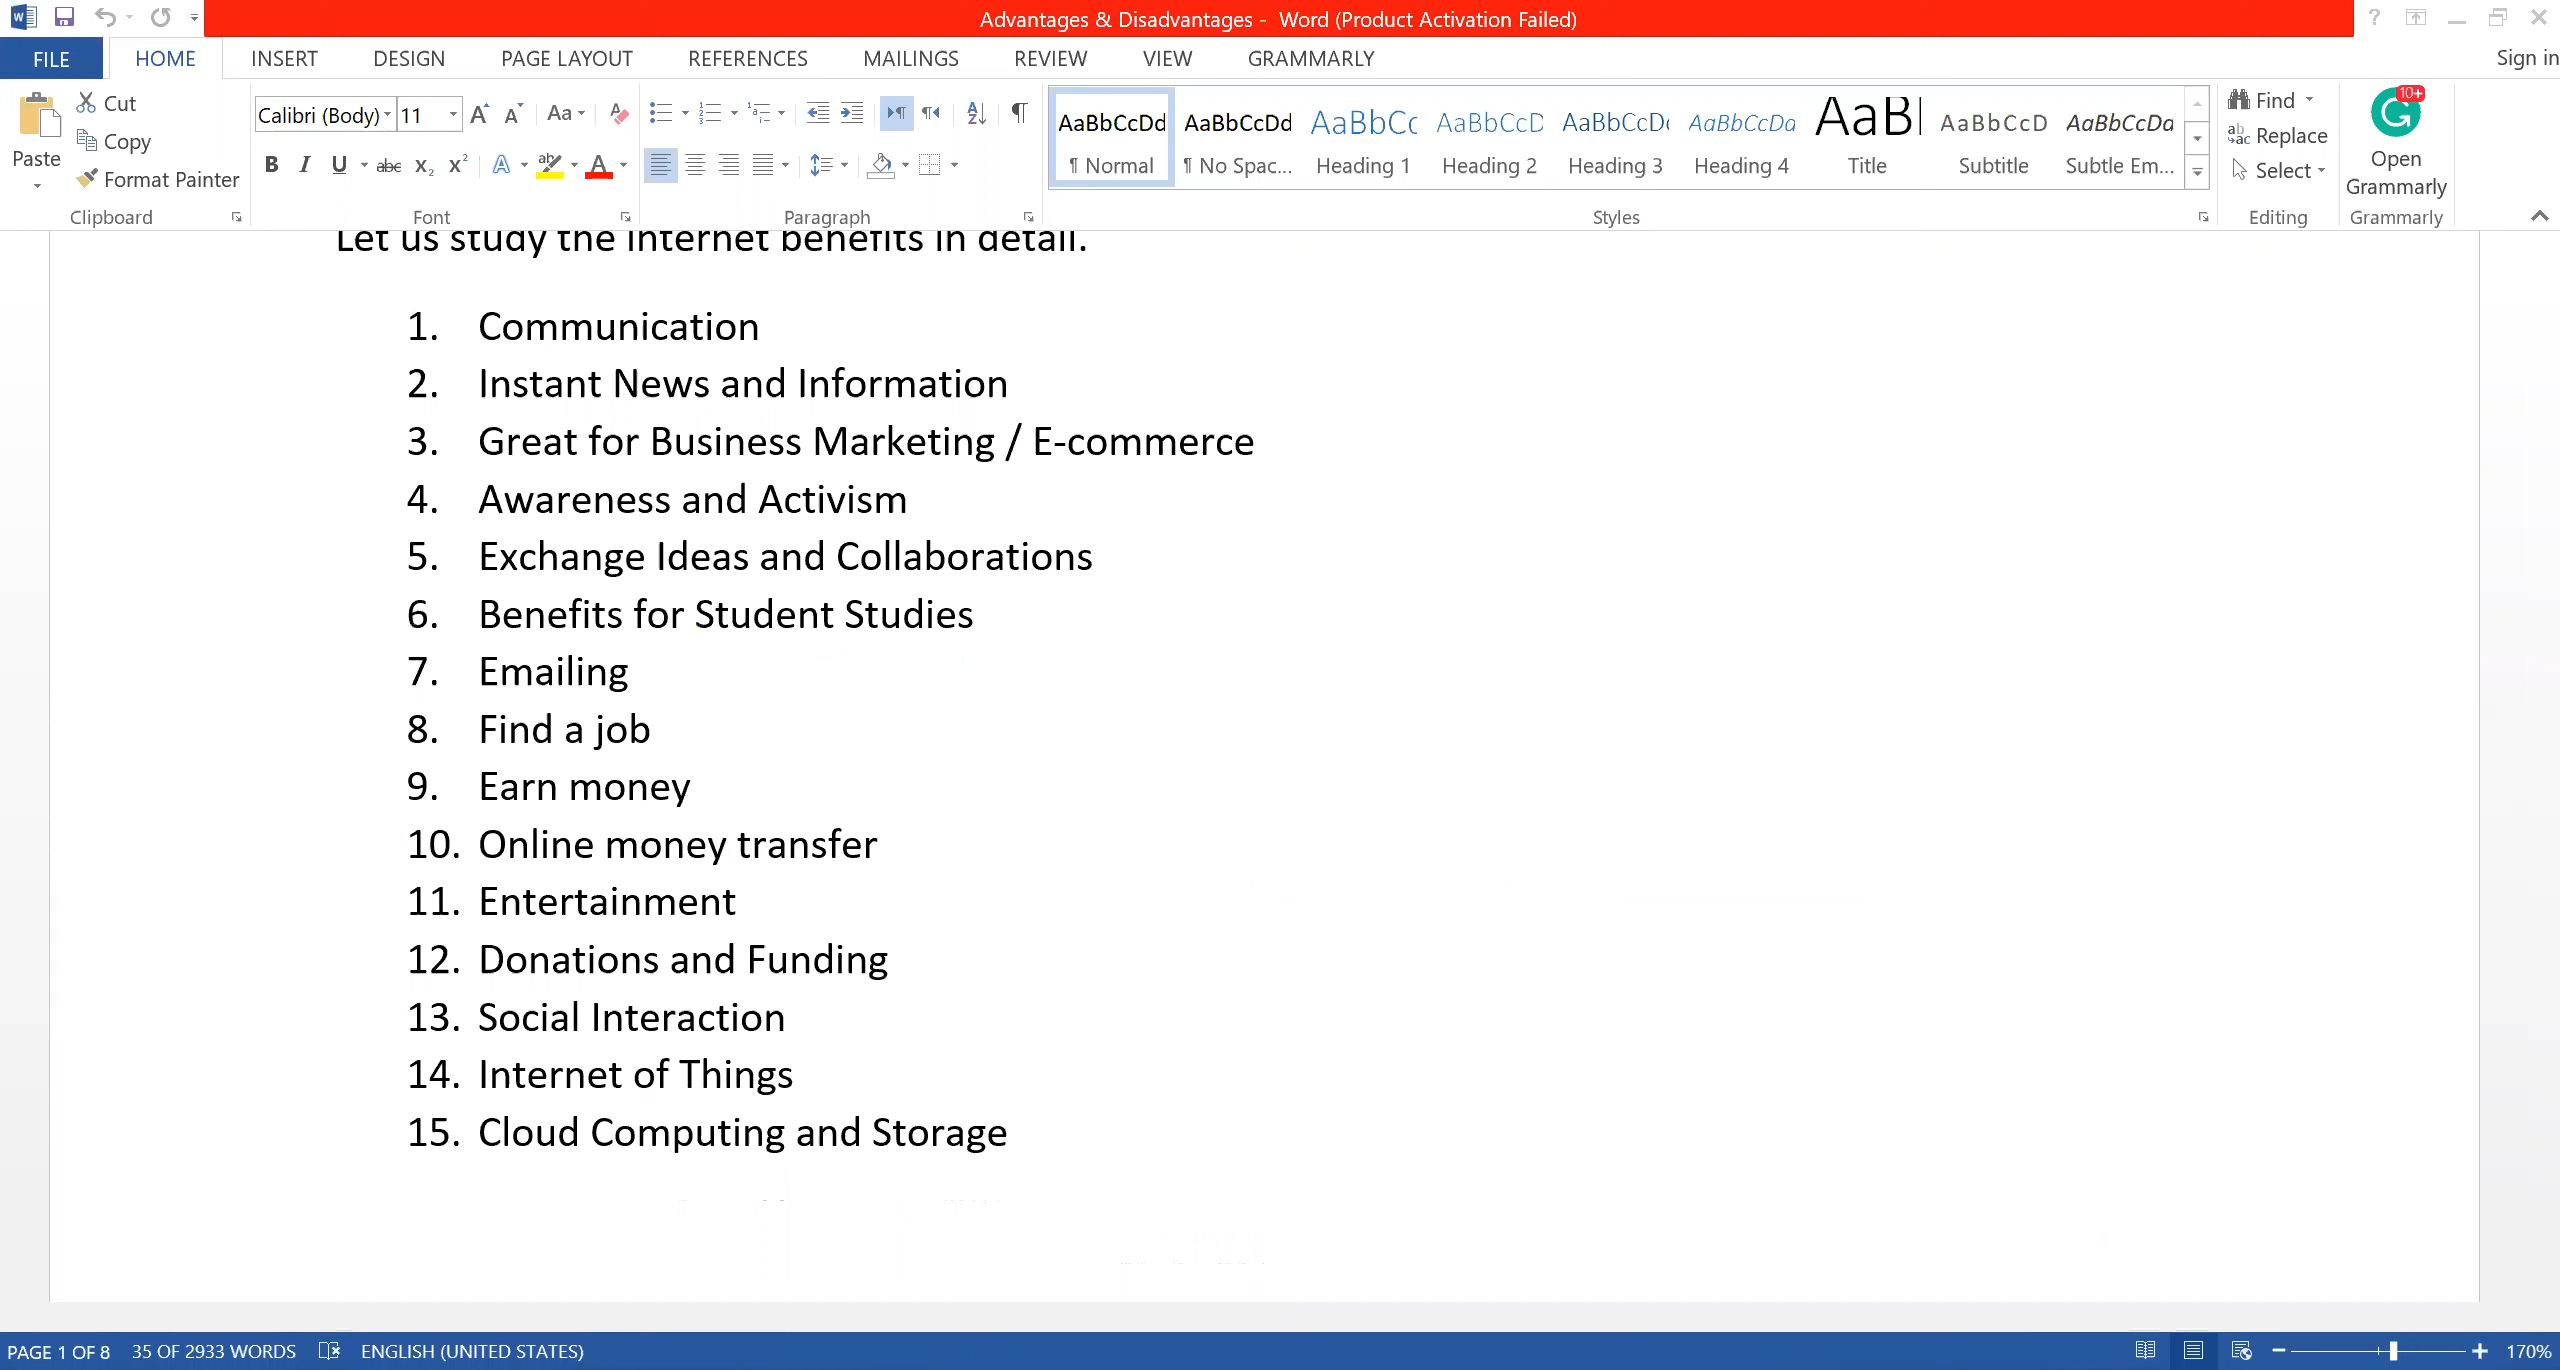 Advantages & Disadvantages - Word (Product Activation Failed)
FILE HOME INSERT DESIGN PAGE LAYOUT REFERENCES MAILINGS REVIEW VIEW GRAMMARLY Sign in
Paste
Cut
Copy
Format Painter
Clipboard
Calibri (Body) 11
Font
Paragraph
AaBbCcDd AaBbCcDd AaBbCc AaBbCcD AaBbCcDc AaBbCcDd AaBl AaBbCcD AaBbCcDd
¶ Normal ¶ No Spac... Heading 1 Heading 2 Heading 3 Heading 4 Title Subtitle Subtle Em...
Styles
Find
Replace
Select
Editing
10+
Open
Grammarly
Grammarly
Let us study the internet benefits in detail.
1. Communication
2. Instant News and Information
3. Great for Business Marketing / E-commerce
4. Awareness and Activism
5. Exchange Ideas and Collaborations
6. Benefits for Student Studies
7. Emailing
8. Find a job
9. Earn money
10. Online money transfer
11. Entertainment
12. Donations and Funding
13. Social Interaction
14. Internet of Things
15. Cloud Computing and Storage
PAGE 1 OF 8 35 OF 2933 WORDS ENGLISH (UNITED STATES) 170%